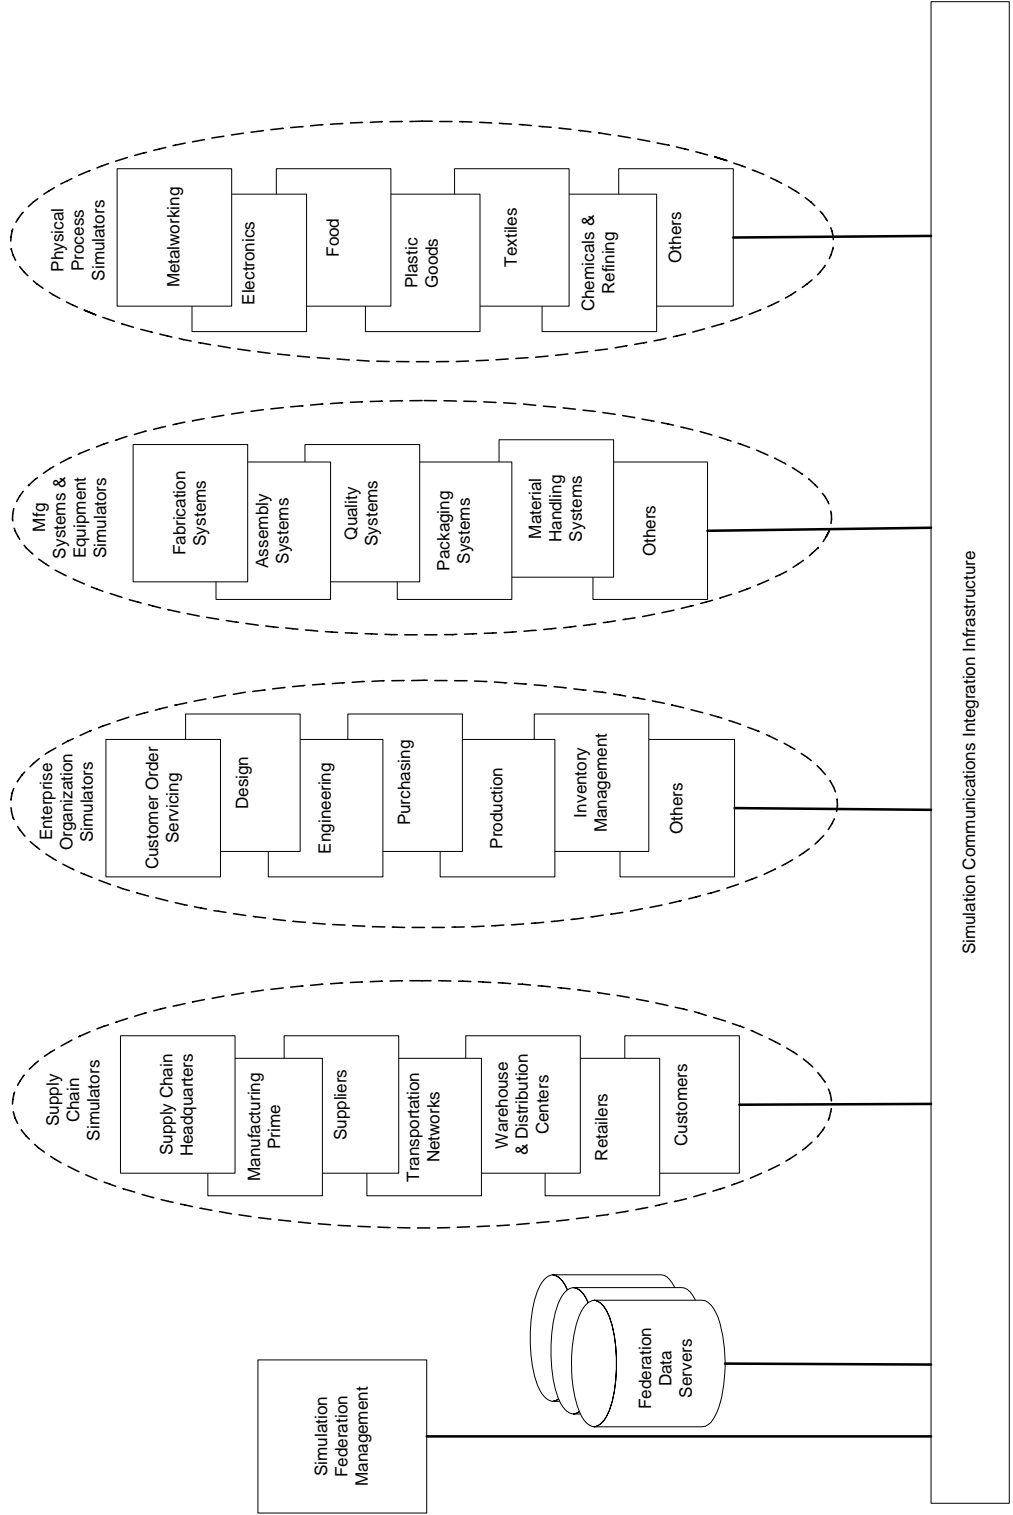 Simulation
Federation
Management
Federation
Data
Servers
Supply
Chain
Simulators
Supply Chain
Headquarters
Manufacturing
Prime
Suppliers
Transportation
Networks
Warehouse
& Distribution
Centers
Retailers
Customers
Enterprise
Organization
Simulators
Customer Order
Servicing
Design
Engineering
Purchasing
Production
Inventory
Management
Others
Mfg
Systems &
Equipment
Simulators
Fabrication
Systems
Assembly
Systems
Quality
Systems
Packaging
Systems
Material
Handling
Systems
Others
Physical
Process
Simulators
Metalworking
Electronics
Food
Plastic
Goods
Textiles
Chemicals &
Refining
Others
Simulation Communications Integration Infrastructure